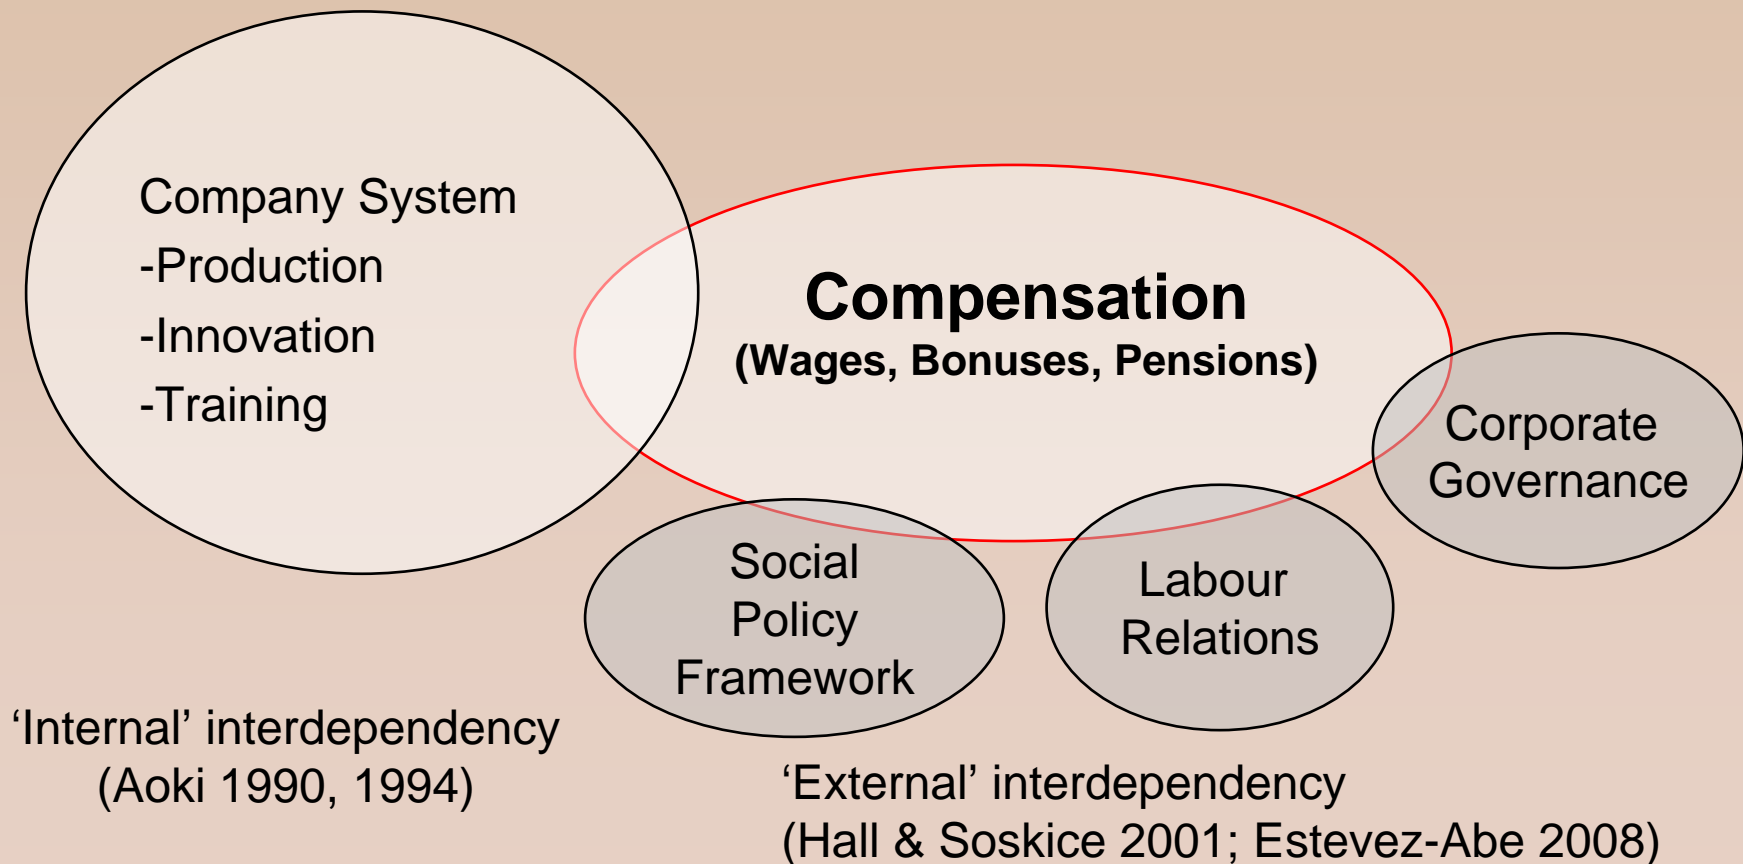 Company System
-Production
-Innovation
-Training
Compensation
(Wages, Bonuses, Pensions)
Corporate
Governance
Social
Policy
Framework
Labour
Relations
‘Internal’ interdependency
(Aoki 1990, 1994)
‘External’ interdependency
(Hall & Soskice 2001; Estevez-Abe 2008)